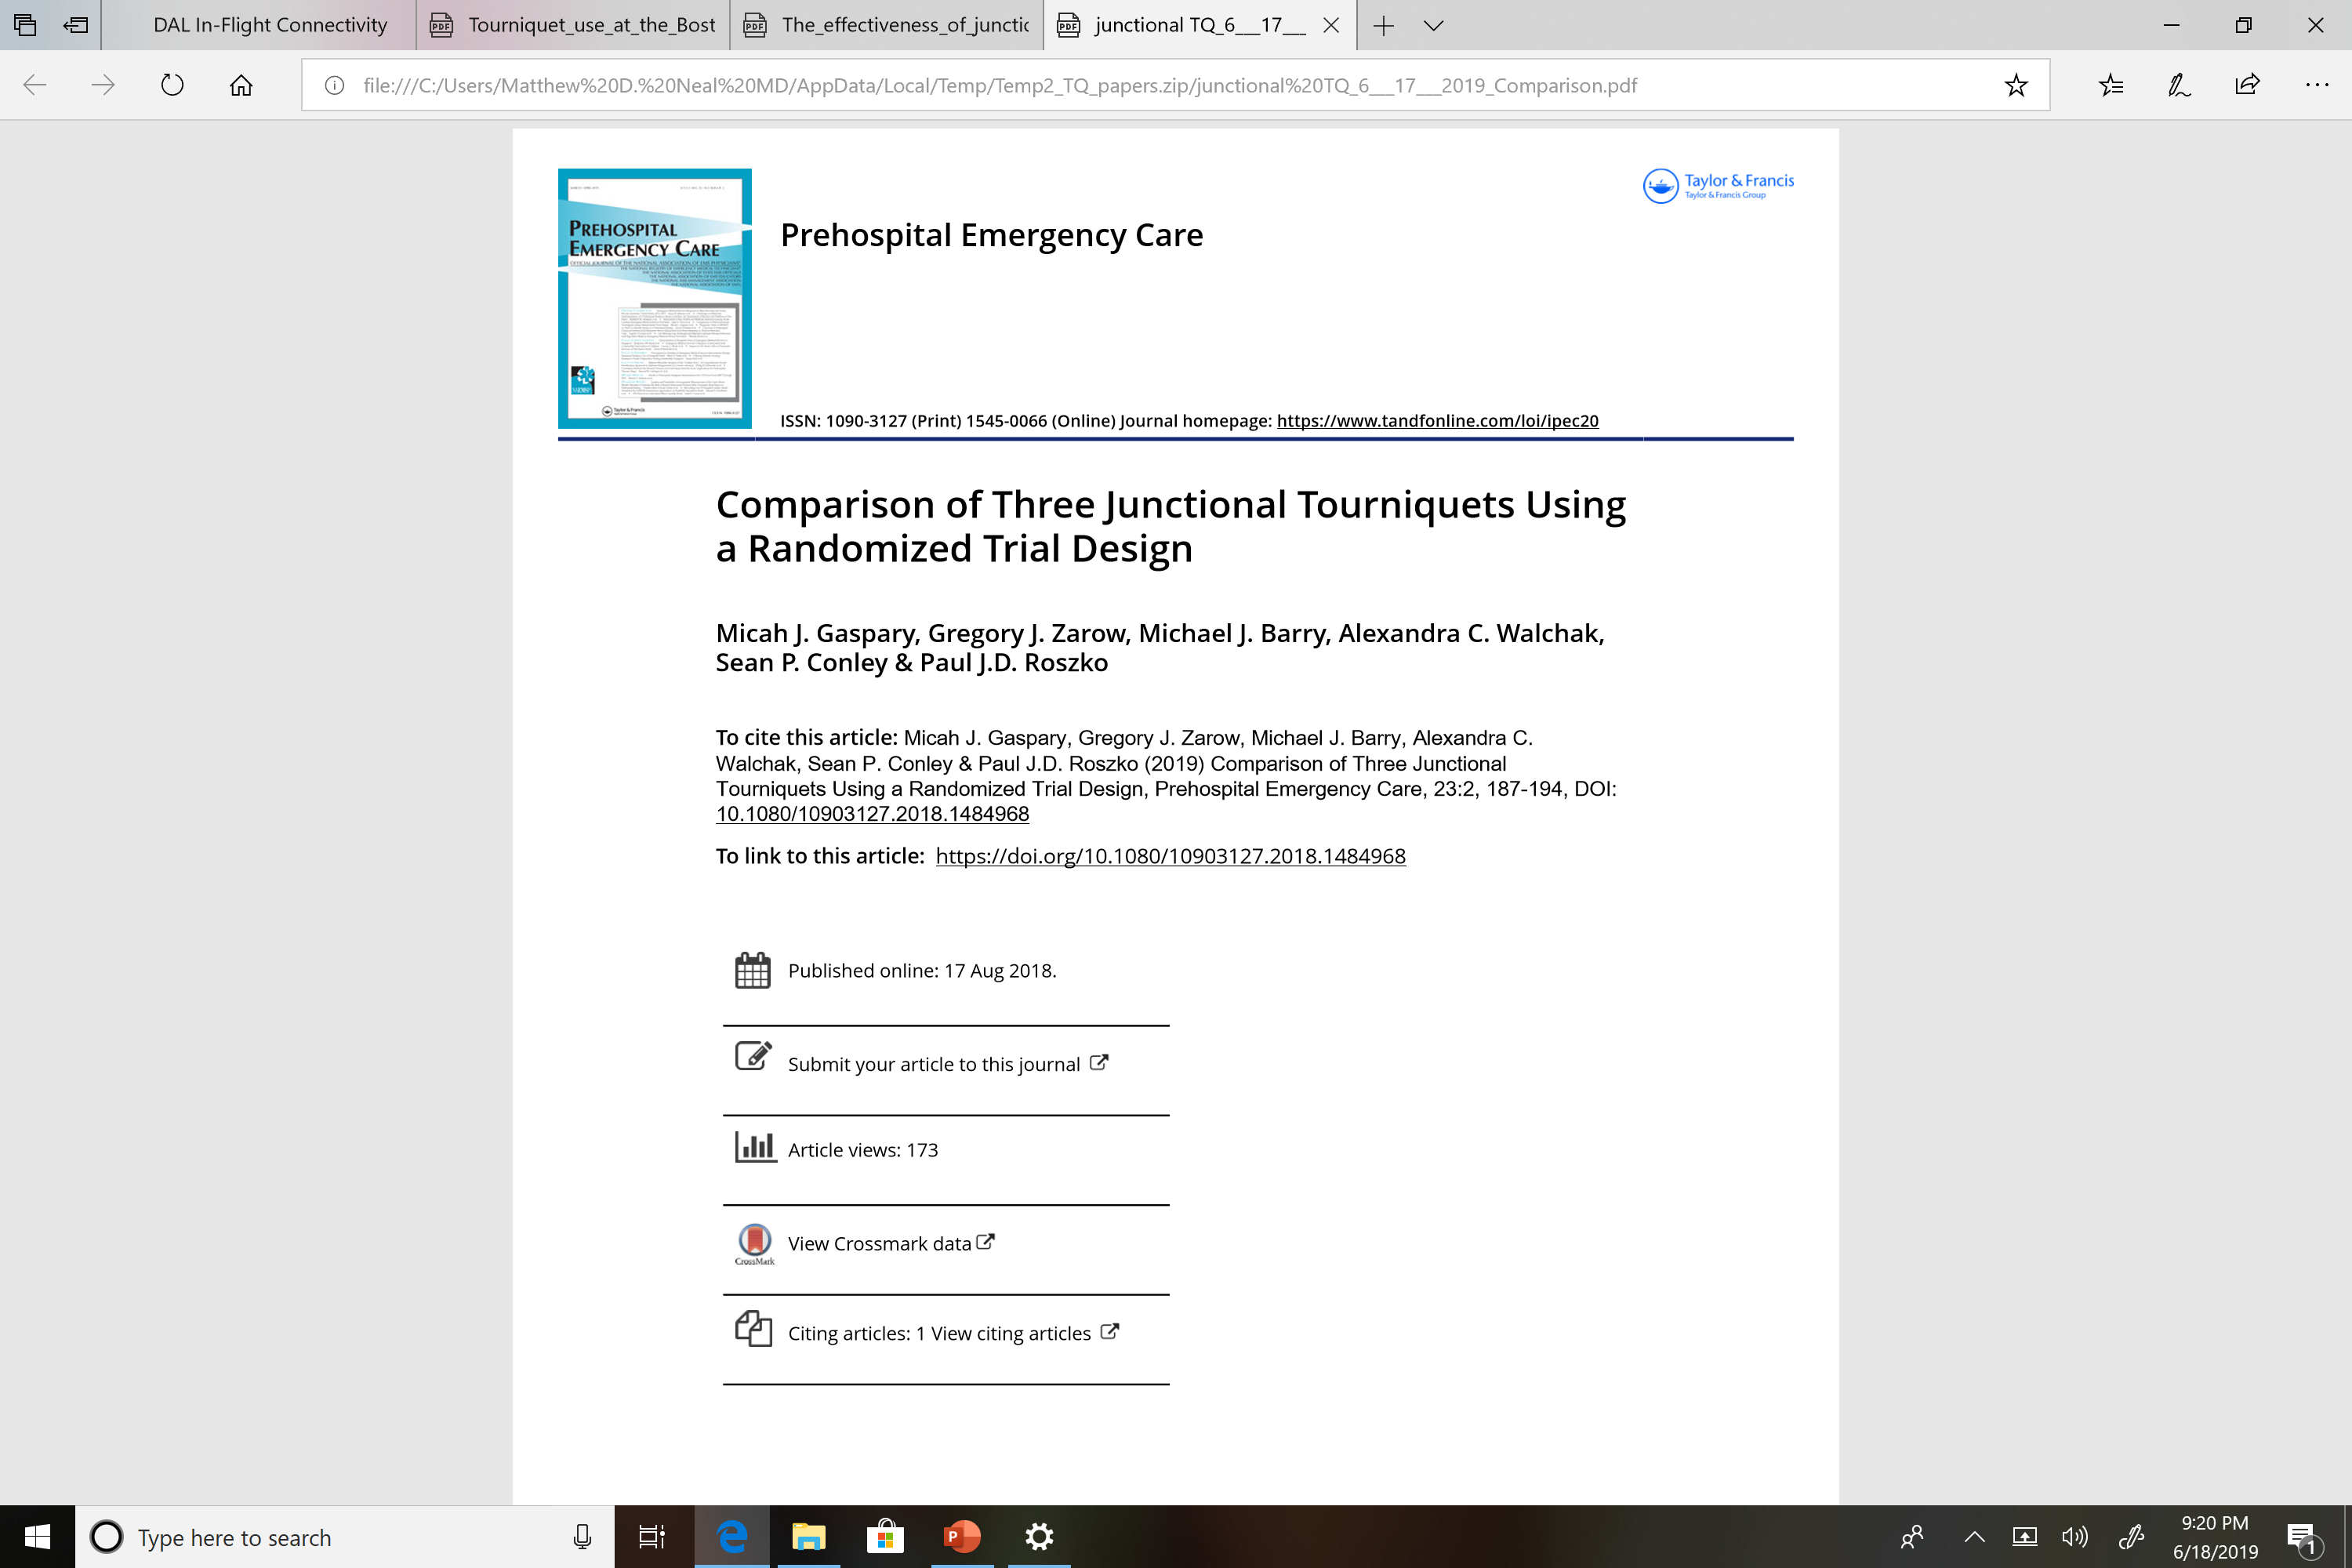 DAL In-Flight Connectivity
Tourniquet_use_at_the_Bost
The_effectiveness_of_junctic
junctional TQ_6__17__
file:///C:/Users/Matthew%20D.%20Neal%20MD/AppData/Local/Temp/Temp2_TQ_papers.zip/junctional%20TQ_6___17___2019_Comparison.pdf
PREHOSPITAL
EMERGENCY CARE
Taylor & Francis
Taylor & Francis Group
Prehospital Emergency Care
ISSN: 1090-3127 (Print) 1545-0066 (Online) Journal homepage: https://www.tandfonline.com/loi/ipec20
Comparison of Three Junctional Tourniquets Using
a Randomized Trial Design
Micah J. Gaspary, Gregory J. Zarow, Michael J. Barry, Alexandra C. Walchak,
Sean P. Conley & Paul J.D. Roszko
To cite this article: Micah J. Gaspary, Gregory J. Zarow, Michael J. Barry, Alexandra C.
Walchak, Sean P. Conley & Paul J.D. Roszko (2019) Comparison of Three Junctional
Tourniquets Using a Randomized Trial Design, Prehospital Emergency Care, 23:2, 187-194, DOI:
10.1080/10903127.2018.1484968
To link to this article: https://doi.org/10.1080/10903127.2018.1484968
Published online: 17 Aug 2018.
Submit your article to this journal
Article views: 173
View Crossmark data
CrossMark
Citing articles: 1 View citing articles
Type here to search
9:20 PM
6/18/2019
1